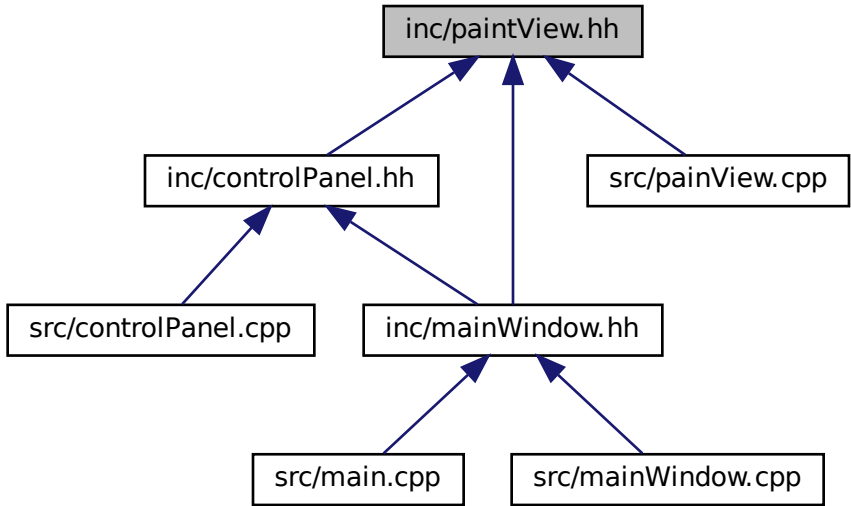 inc/paintView.hh
inc/controlPanel.hh
src/painView.cpp
src/controlPanel.cpp
inc/mainWindow.hh
src/main.cpp
src/mainWindow.cpp